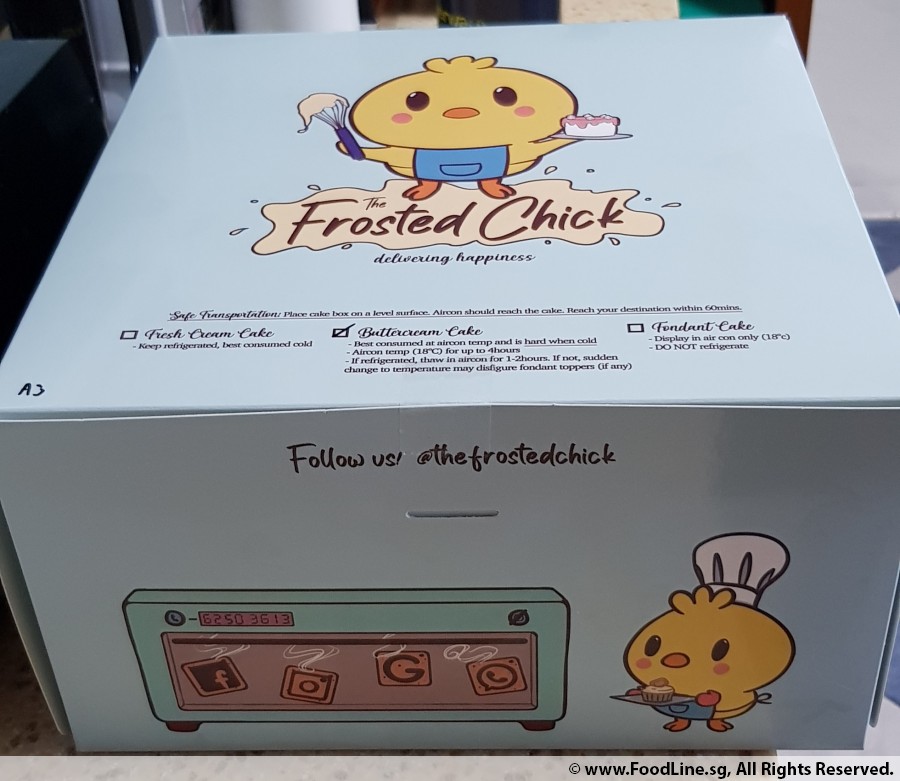 The
Frosted Chick
delivering happiness
Safe Transportation: Place cake box on a level surface. Aircon should reach the cake. Reach your destination within 60mins.
Fresh Cream Cake
- Keep refrigerated, best consumed cold
Buttercream Cake
- Best consumed at aircon temp and is hard when cold
- Aircon temp (18°C) for up to 4hours
- If refrigerated, thaw in aircon for 1-2hours. If not, sudden
change to temperature may disfigure fondant toppers (if any)
Fondant Cake
- Display in air con only (18°c)
- DO NOT refrigerate
A3
Follow us! @thefrostedchick
6250 3613
f
G
© www.FoodLine.sg, All Rights Reserved.